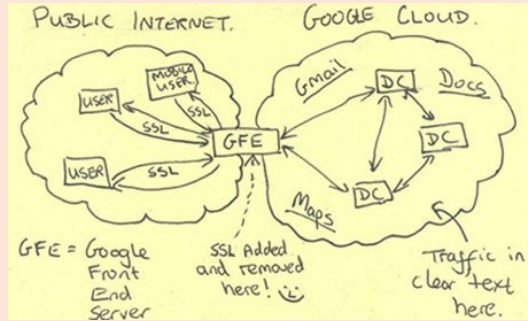 PUBLIC INTERNET.
GOOGLE CLOUD.
MOBILE
USER.
USER
SSL
SSL
USER
SSL
GFE
Gmail
DC
Docs
DC
Maps
DC
GFE = Google
Front
End
Server
SSL Added
and removed
here!
Traffic in
clear text
here.